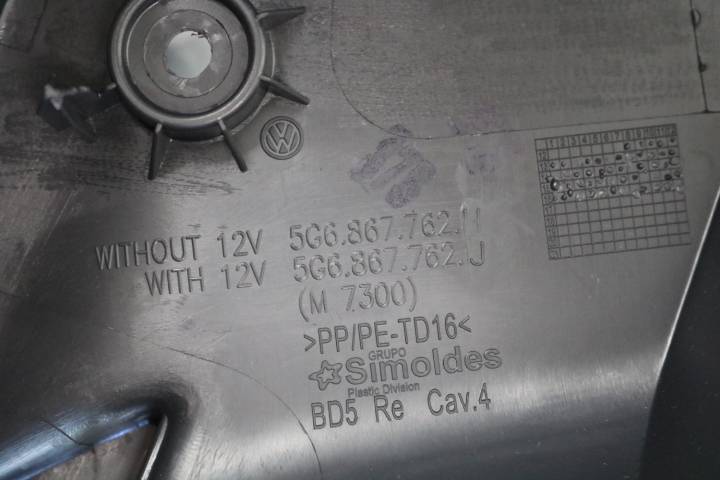 WITHOUT 12V 5G6.867.762.H
WITH 12V 5G6.867.762.J
(M 7300)
>PP/PE-TD16<
GRUPO
Simoldes
Plastic Division
BD5 Re Cav.4